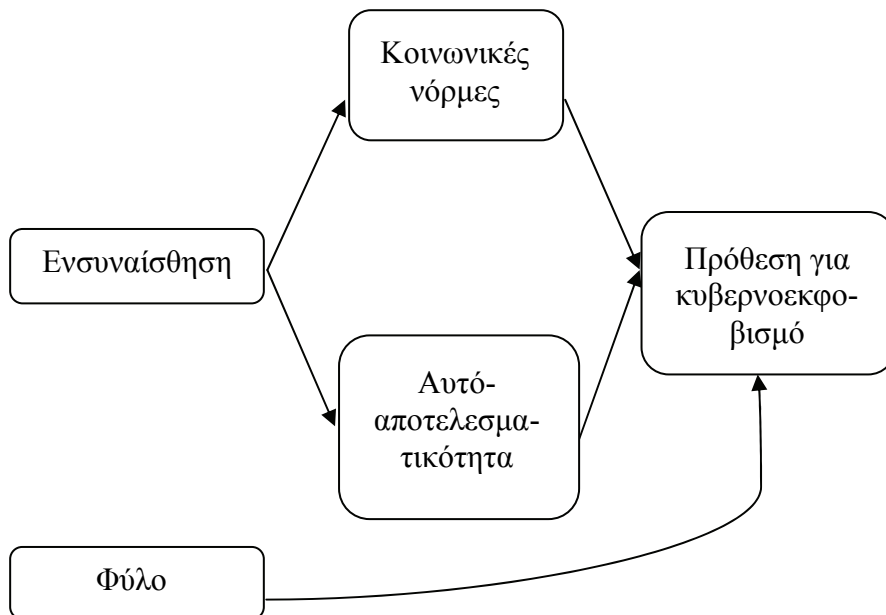 Κοινωνικές
νόρμες
Ενσυναίσθηση
Πρόθεση για
κυβερνοεκφο-
βισμό
Αυτό-
αποτελεσμα-
τικότητα
Φύλο